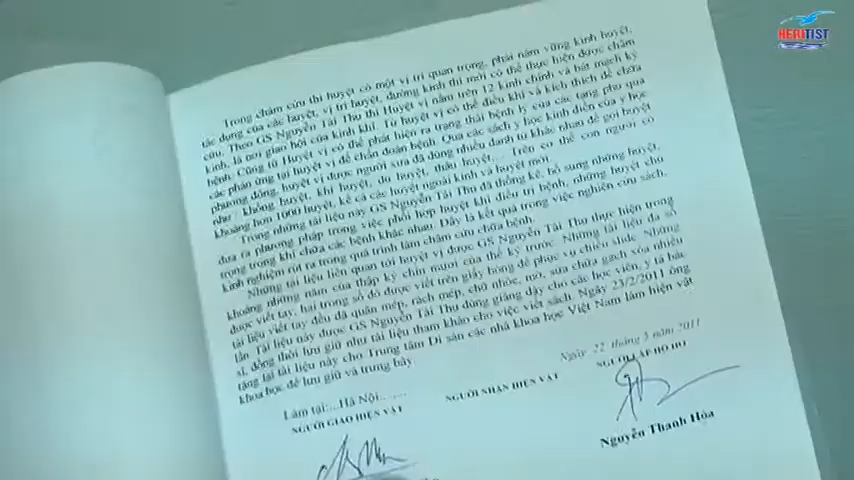 HERITIST
Trong châm cứu thì huyệt có một vị trí quan trọng, phải nắm vững kinh huyệt,
tác dụng của các huyệt, vị trí huyệt, đường kinh thì mới có thể thực hiện được châm
cứu. Theo GS Nguyễn Tài Thu thì Huyệt vị nằm trên 12 kinh chính và bát mạch kỳ
kinh, là nơi giao hội của kinh khí. Từ huyệt vị có thể điều khí và kích thích để chữa
bệnh. Cũng từ Huyệt vị có thể phát hiện ra trạng thái bệnh lý của các tạng phủ qua
các phản ứng tại huyệt vị để chẩn đoán bệnh. Qua các sách y học kinh điển của y học
phương đông, huyệt vị được người xưa đã dùng nhiều danh từ khác nhau để gọi huyệt
như: khổng huyệt, khí huyệt, du huyệt, thâu huyệt,... Trên cơ thể con người có
khoảng hơn 1000 huyệt, kể cả các huyệt ngoài kinh và huyệt mới.
Trong những tài liệu này GS Nguyễn Tài Thu đã thống kê, bổ sung những huyệt,
đưa ra phương pháp trong việc phối hợp huyệt khi điều trị bệnh, những huyệt chú
trọng trong khi chữa các bệnh khác nhau. Đây là kết quả trong việc nghiên cứu sách,
kinh nghiệm rút ra trong quá trình làm châm cứu chữa bệnh.
Những tài liệu liên quan tới huyệt vị được GS Nguyễn Tài Thu thực hiện trong
khoảng những năm của thập kỷ chín mươi của thế kỷ trước. Những tài liệu đa số
được viết tay, hai trong số đó được viết trên giấy bóng để phục vụ chiếu slide. Những
tài liệu viết tay đều đã quăn mép, rách mép, chữ nhòe, mờ, sửa chữa gạch xóa nhiều
lần. Tài liệu này được GS Nguyễn Tài Thu dùng giảng dậy cho các học viên, y tá bác
sĩ, đồng thời lưu giữ như tài liệu tham khảo cho việc viết sách. Ngày 23/2/2011 ông
tặng lại tài liệu này cho Trung tâm Di sản các nhà khoa học Việt Nam làm hiện vật
khoa học để lưu giữ và trưng bày.
Ngày 22 tháng 3 năm 2011
Làm tại:...Hà Nội.......
NGƯỜI GIAO HIỆN VẬT NGƯỜI NHẬN HIỆN VẬT NGƯỜI LẬP HỒ SƠ
Nguyễn Thanh Hóa